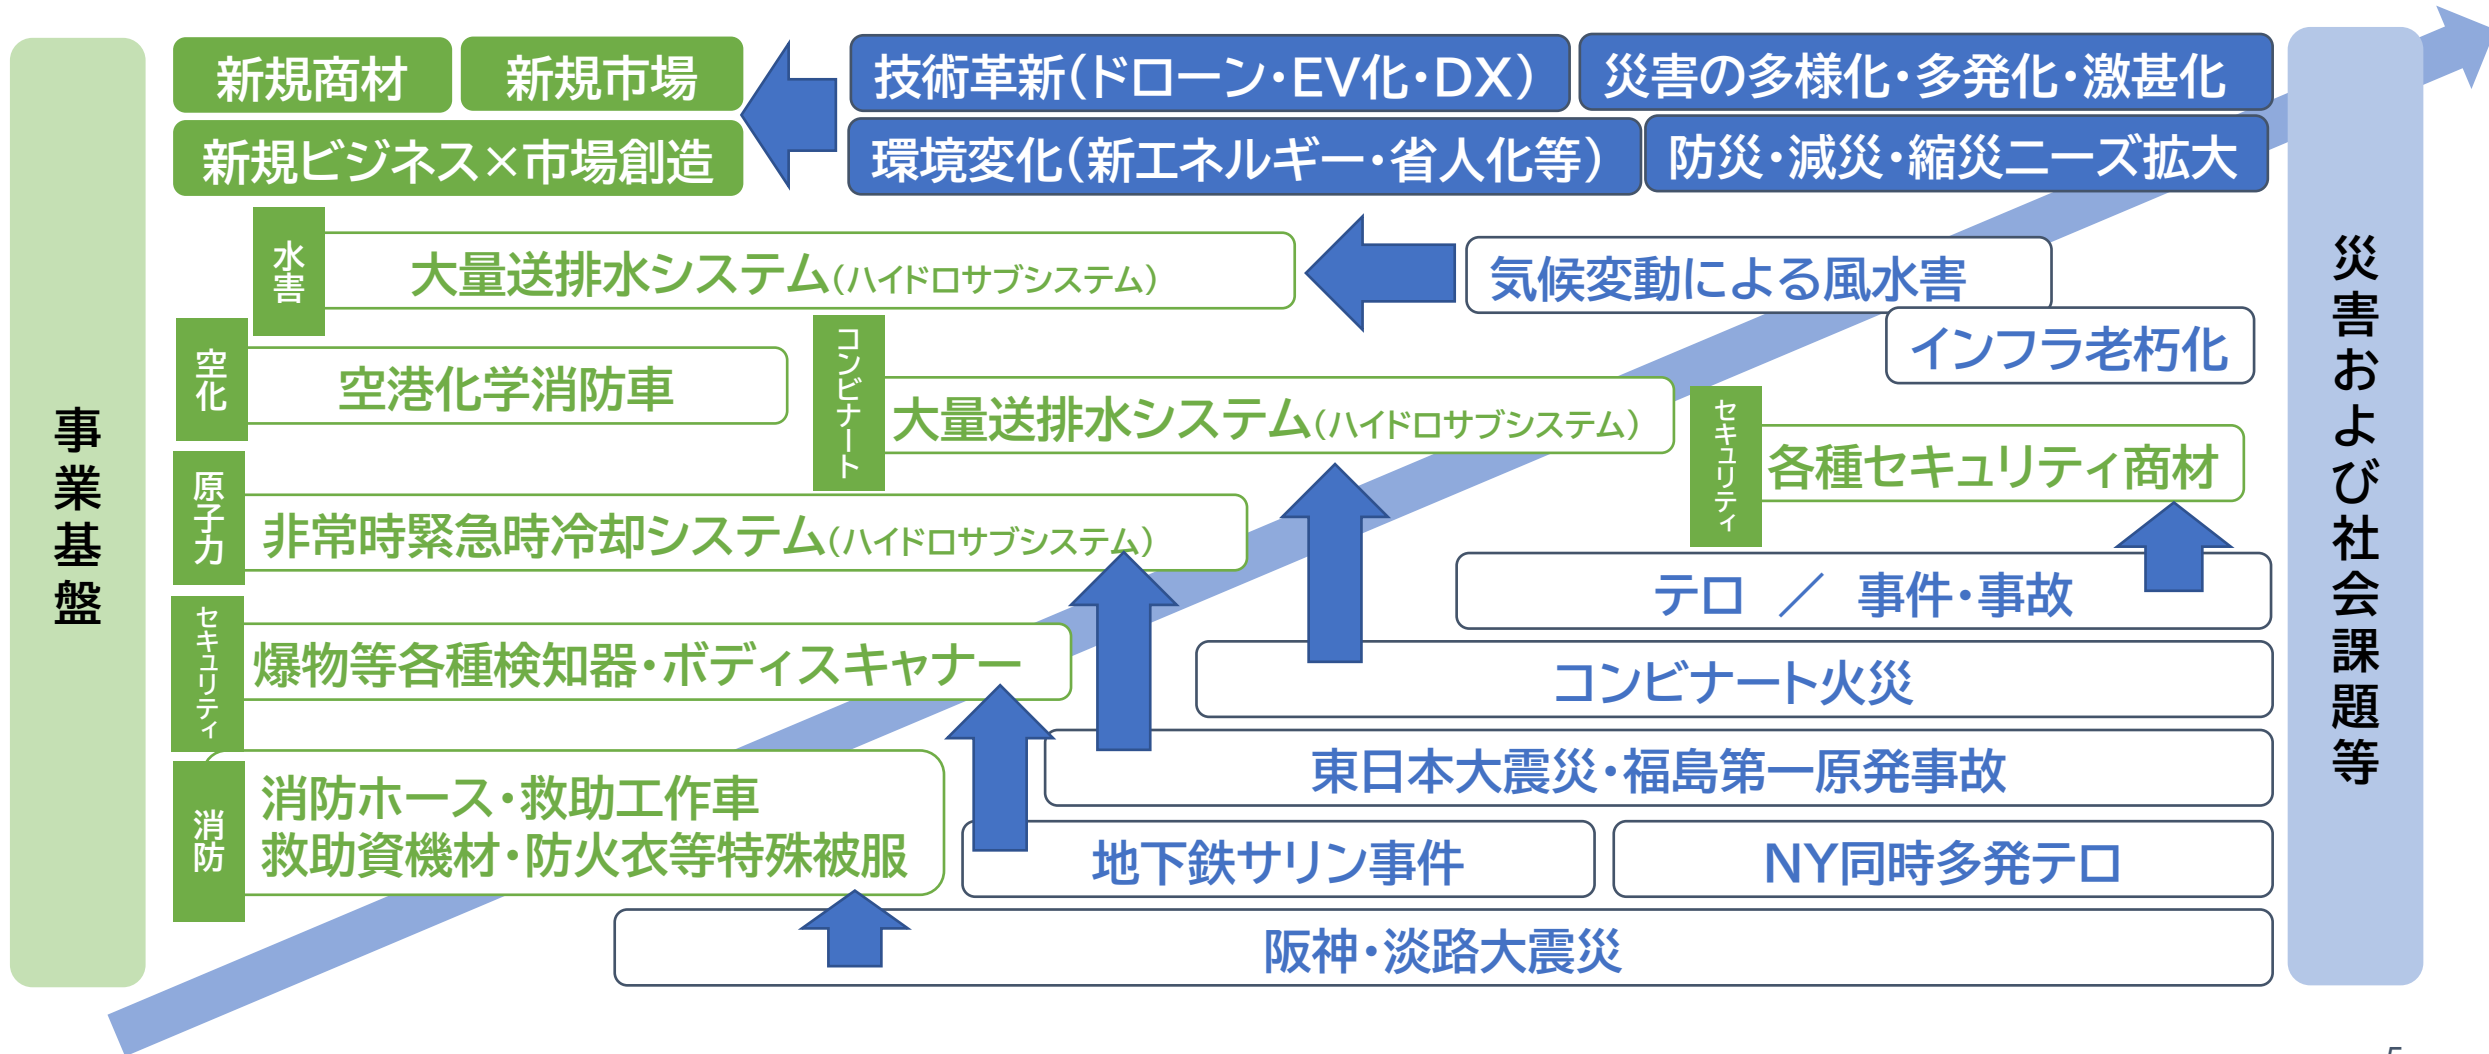 事業基盤
新規商材
新規市場
新規ビジネス×市場創造
技術革新(ドローン・EV化・DX)
災害の多様化・多発化・激甚化
環境変化(新エネルギー・省人化等)
防災・減災・縮災ニーズ拡大
水害
大量送排水システム(ハイドロサブシステム)
気候変動による風水害
インフラ老朽化
空化
空港化学消防車
コンビナート
大量送排水システム(ハイドロサブシステム)
セキュリティ
各種セキュリティ商材
原子力
非常時緊急時冷却システム(ハイドロサブシステム)
テロ ／ 事件・事故
セキュリティ
爆物等各種検知器・ボディスキャナー
コンビナート火災
東日本大震災・福島第一原発事故
消防
消防ホース・救助工作車
救助資機材・防火衣等特殊被服
地下鉄サリン事件
NY同時多発テロ
阪神・淡路大震災
災害および社会課題等